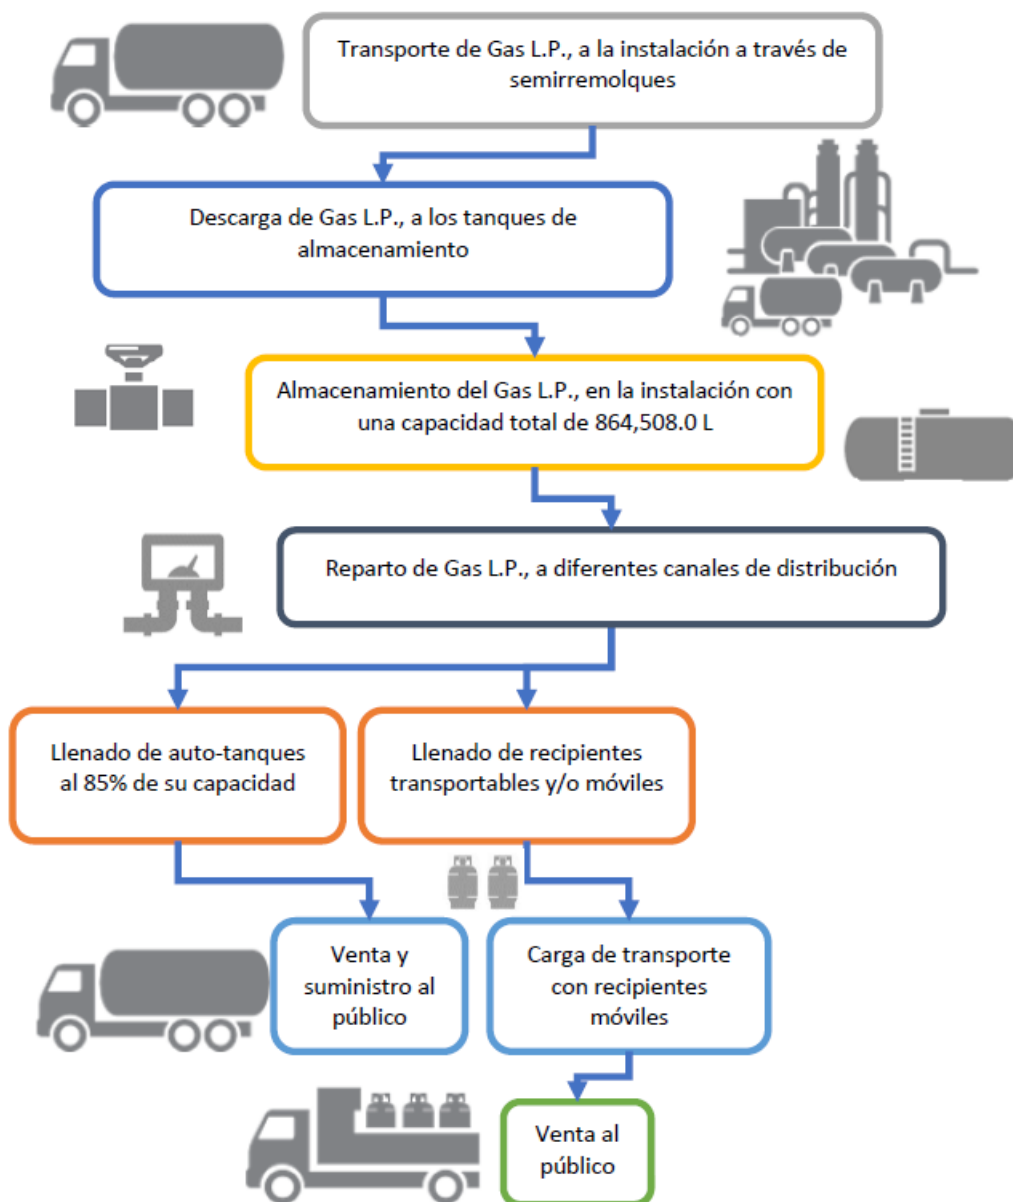 Transporte de Gas L.P., a la instalación a través de
semirremolques
Descarga de Gas L.P., a los tanques de
almacenamiento
Almacenamiento del Gas L.P., en la instalación con
una capacidad total de 864,508.0 L
Reparto de Gas L.P., a diferentes canales de distribución
Llenado de auto-tanques
al 85% de su capacidad
Llenado de recipientes
transportables y/o móviles
Venta y
suministro al
público
Carga de transporte
con recipientes
móviles
Venta al
público